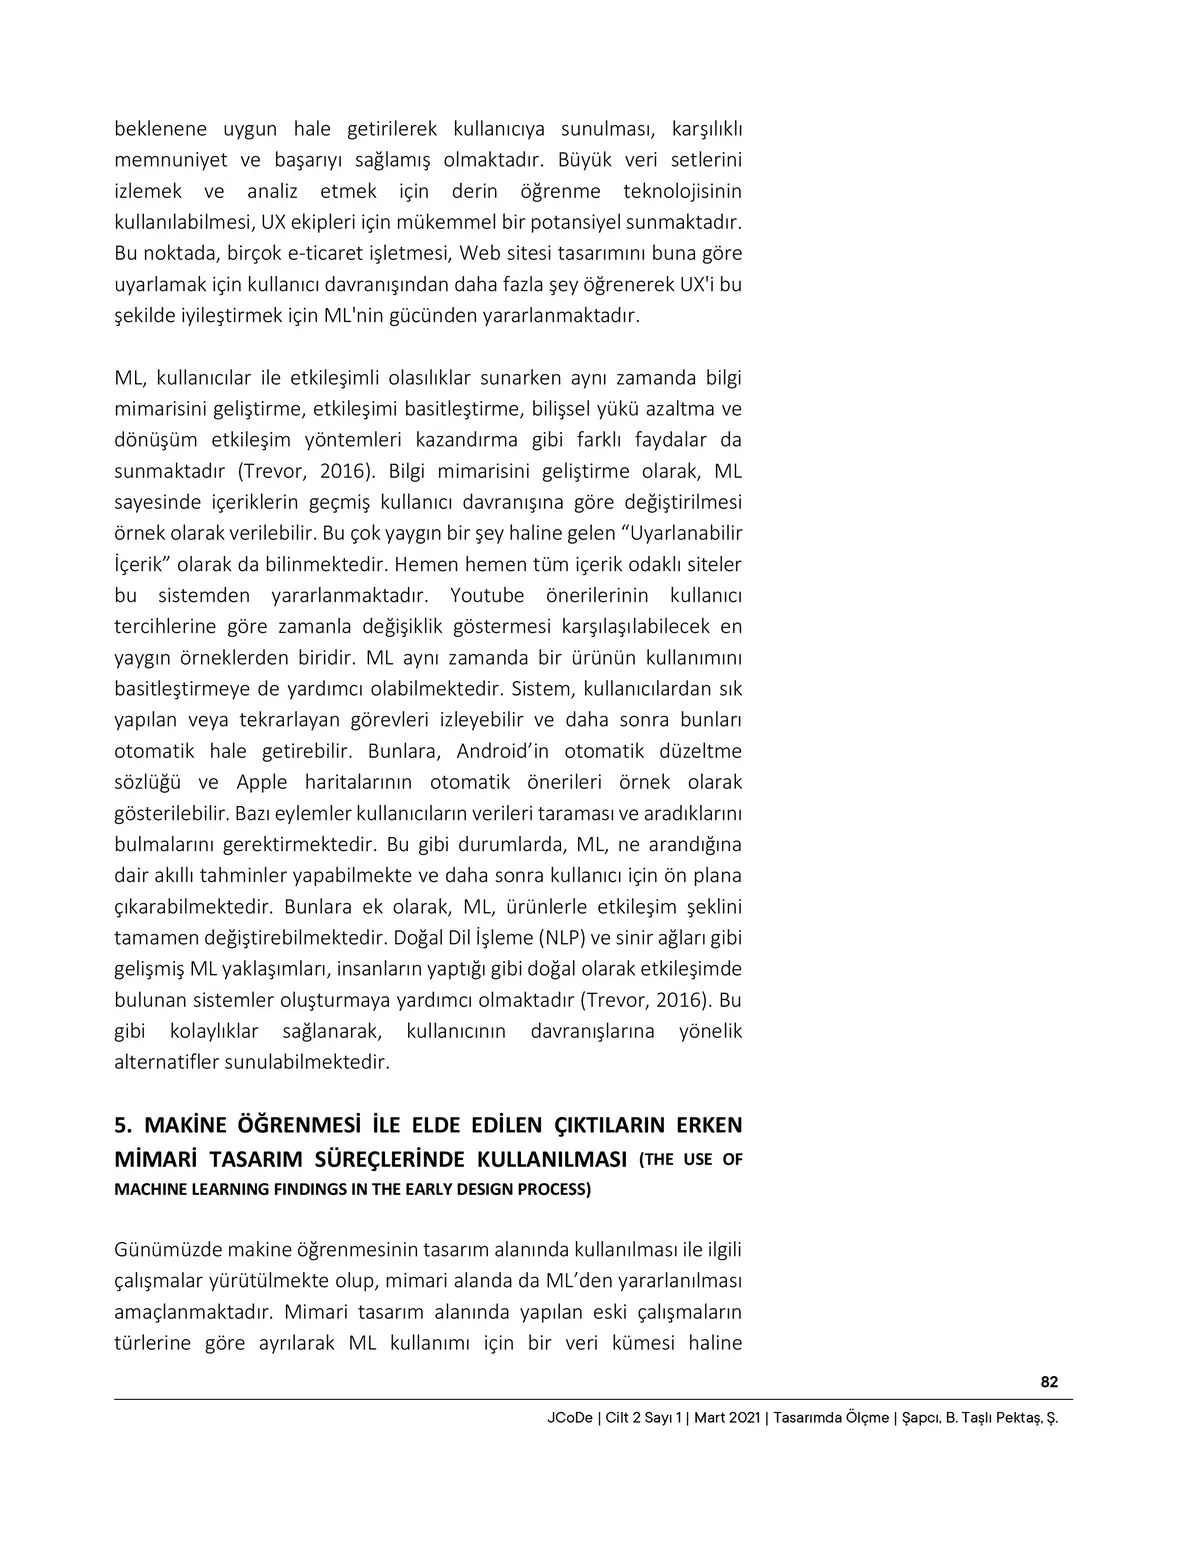 beklenene uygun hale getirilerek kullanıcıya sunulması, karşılıklı
memnuniyet ve başarıyı sağlamış olmaktadır. Büyük veri setlerini
izlemek ve analiz etmek için derin öğrenme teknolojisinin
kullanılabilmesi, UX ekipleri için mükemmel bir potansiyel sunmaktadır.
Bu noktada, birçok e-ticaret işletmesi, Web sitesi tasarımını buna göre
uyarlamak için kullanıcı davranışından daha fazla şey öğrenerek UX'i bu
şekilde iyileştirmek için ML'nin gücünden yararlanmaktadır.
ML, kullanıcılar ile etkileşimli olasılıklar sunarken aynı zamanda bilgi
mimarisini geliştirme, etkileşimi basitleştirme, bilişsel yükü azaltma ve
dönüşüm etkileşim yöntemleri kazandırma gibi farklı faydalar da
sunmaktadır (Trevor, 2016). Bilgi mimarisini geliştirme olarak, ML
sayesinde içeriklerin geçmiş kullanıcı davranışına göre değiştirilmesi
örnek olarak verilebilir. Bu çok yaygın bir şey haline gelen “Uyarlanabilir
İçerik” olarak da bilinmektedir. Hemen hemen tüm içerik odaklı siteler
bu sistemden yararlanmaktadır. Youtube önerilerinin kullanıcı
tercihlerine göre zamanla değişiklik göstermesi karşılaşılabilecek en
yaygın örneklerden biridir. ML aynı zamanda bir ürünün kullanımını
basitleştirmeye de yardımcı olabilmektedir. Sistem, kullanıcılardan sık
yapılan veya tekrarlayan görevleri izleyebilir ve daha sonra bunları
otomatik hale getirebilir. Bunlara, Android’in otomatik düzeltme
sözlüğü ve Apple haritalarının otomatik önerileri örnek olarak
gösterilebilir. Bazı eylemler kullanıcıların verileri taraması ve aradıklarını
bulmalarını gerektirmektedir. Bu gibi durumlarda, ML, ne arandığına
dair akıllı tahminler yapabilmekte ve daha sonra kullanıcı için ön plana
çıkarabilmektedir. Bunlara ek olarak, ML, ürünlerle etkileşim şeklini
tamamen değiştirebilmektedir. Doğal Dil İşleme (NLP) ve sinir ağları gibi
gelişmiş ML yaklaşımları, insanların yaptığı gibi doğal olarak etkileşimde
bulunan sistemler oluşturmaya yardımcı olmaktadır (Trevor, 2016). Bu
gibi kolaylıklar sağlanarak, kullanıcının davranışlarına yönelik
alternatifler sunulabilmektedir.
5. MAKİNE ÖĞRENMESİ İLE ELDE EDİLEN ÇIKTILARIN ERKEN
MİMARİ TASARIM SÜREÇLERİNDE KULLANILMASI (THE USE OF
MACHINE LEARNING FINDINGS IN THE EARLY DESIGN PROCESS)
Günümüzde makine öğrenmesinin tasarım alanında kullanılması ile ilgili
çalışmalar yürütülmekte olup, mimari alanda da ML’den yararlanılması
amaçlanmaktadır. Mimari tasarım alanında yapılan eski çalışmaların
türlerine göre ayrılarak ML kullanımı için bir veri kümesi haline
82
JCoDe | Cilt 2 Sayı 1 | Mart 2021 | Tasarımda Ölçme | Şapcı, B. Taşlı Pektaş, Ş.